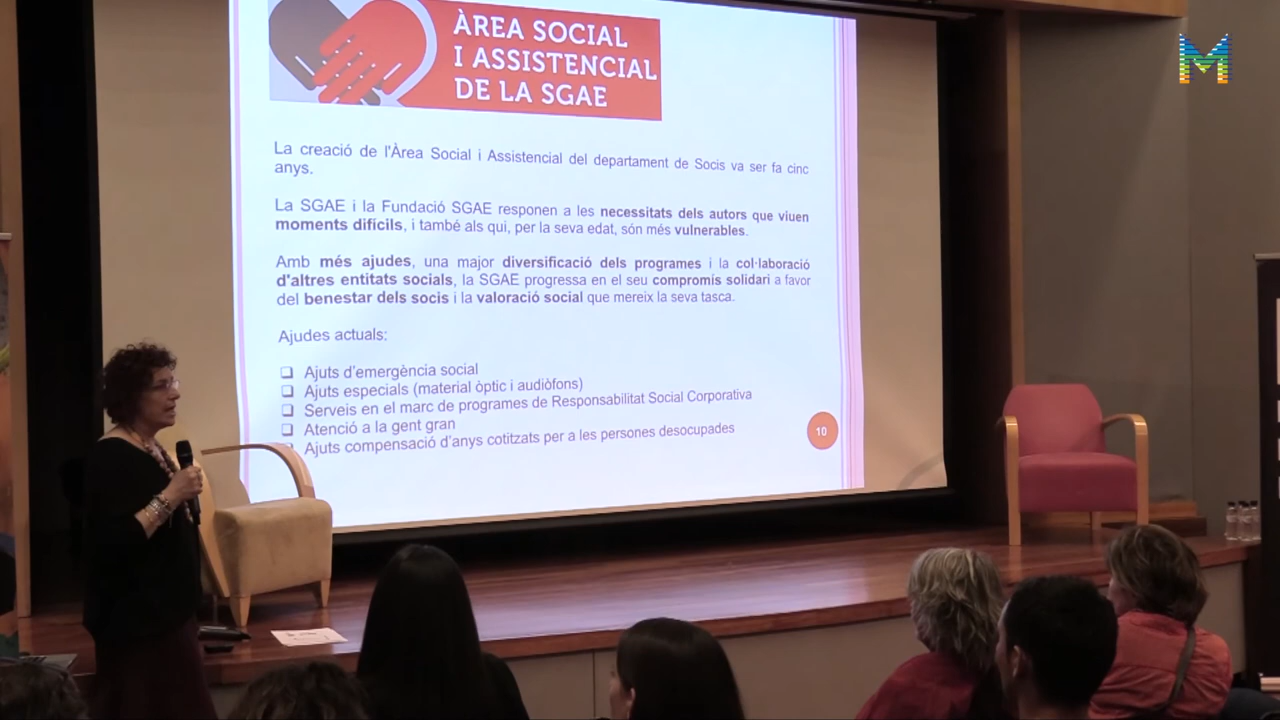 ÀREA SOCIAL
I ASSISTENCIAL
DE LA SGAE
La creació de l'Àrea Social i Assistencial del departament de Socis va ser fa cinc
anys.
La SGAE i la Fundació SGAE responen a les necessitats dels autors que viuen
moments difícils, i també als qui, per la seva edat, són més vulnerables.
Amb més ajudes, una major diversificació dels programes i la col·laboració
d'altres entitats socials, la SGAE progressa en el seu compromís solidari a favor
del benestar dels socis i la valoració social que mereix la seva tasca.
Ajudes actuals:
❑ Ajuts d'emergència social
❑ Ajuts especials (material òptic i audiòfons)
❑ Serveis en el marc de programes de Responsabilitat Social Corporativa
❑ Atenció a la gent gran
❑ Ajuts compensació d'anys cotitzats per a les persones desocupades
10
M